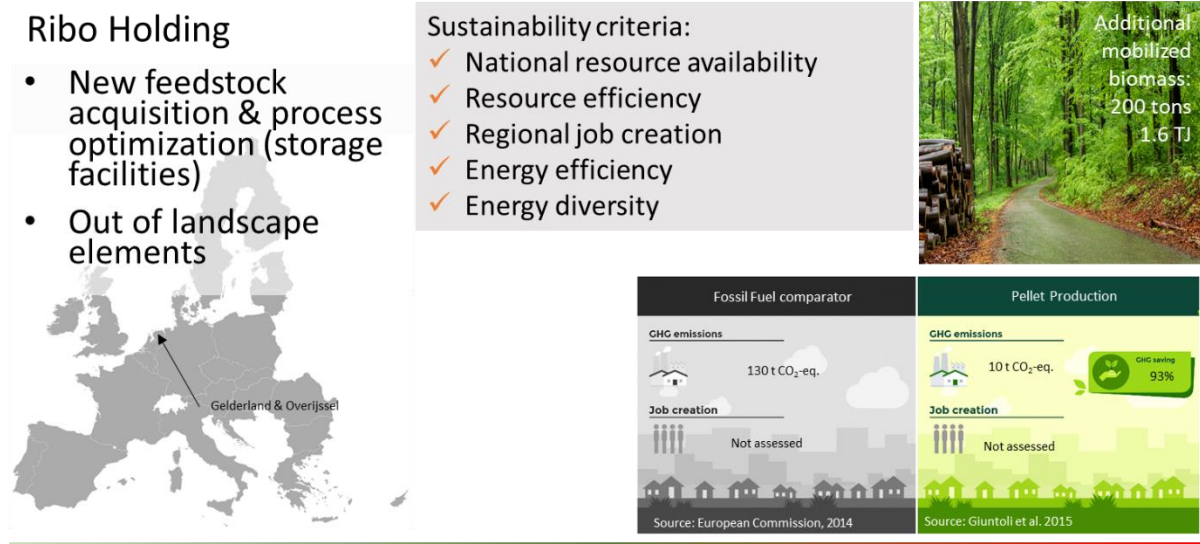 Ribo Holding
• New feedstock
acquisition & process
optimization (storage
facilities)
• Out of landscape
elements
Gelderland & Overijssel
Sustainability criteria:
✓ National resource availability
✓ Resource efficiency
✓ Regional job creation
✓ Energy efficiency
✓ Energy diversity
Additional
mobilized
biomass:
200 tons
1.6 TJ
Fossil Fuel comparator
GHG emissions
130 t CO₂-eq.
Job creation
Not assessed
Source: European Commission, 2014
Pellet Production
GHG emissions
10 t CO₂-eq.
GHG saving
93%
Job creation
Not assessed
Source: Giuntoli et al. 2015